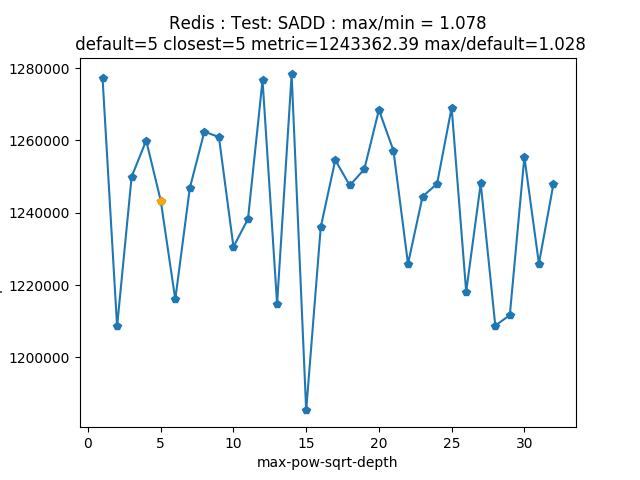 Redis : Test: SADD : max/min = 1.078
default=5 closest=5 metric=1243362.39 max/default=1.028
1280000
1260000
1240000
1220000
1200000
0 5 10 15 20 25 30
max-pow-sqrt-depth